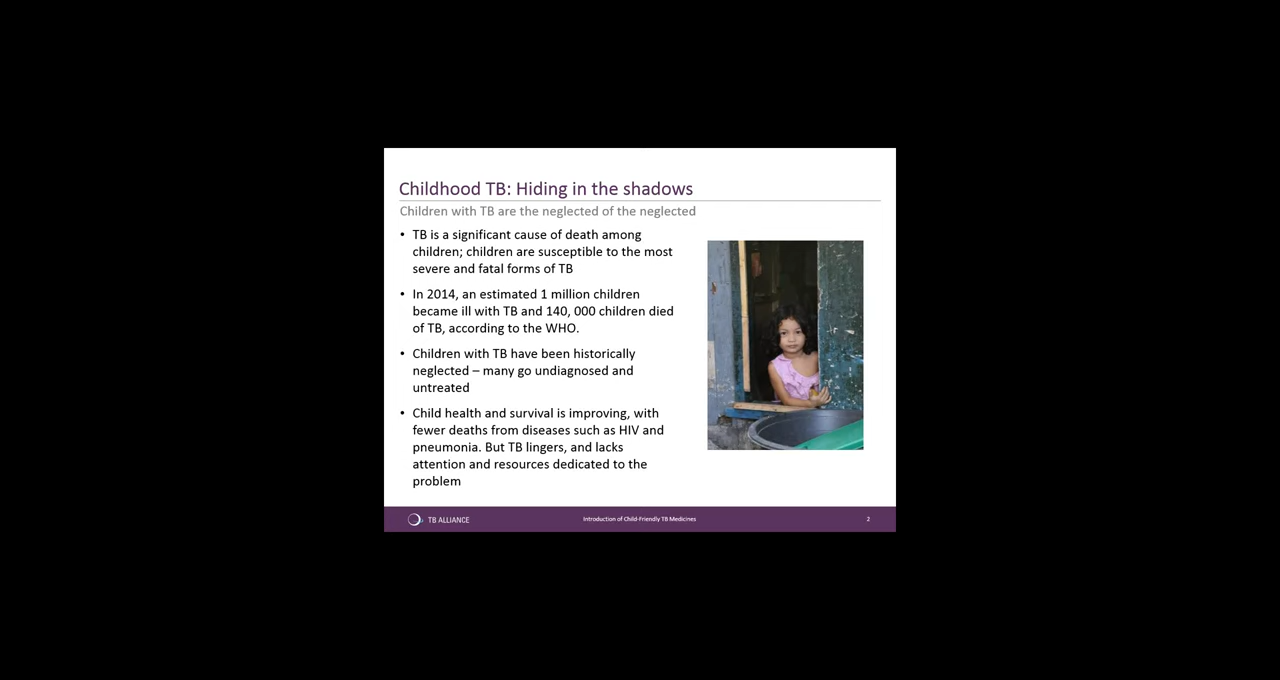 Childhood TB: Hiding in the shadows
Children with TB are the neglected of the neglected
• TB is a significant cause of death among
children; children are susceptible to the most
severe and fatal forms of TB
• In 2014, an estimated 1 million children
became ill with TB and 140, 000 children died
of TB, according to the WHO.
• Children with TB have been historically
neglected – many go undiagnosed and
untreated
• Child health and survival is improving, with
fewer deaths from diseases such as HIV and
pneumonia. But TB lingers, and lacks
attention and resources dedicated to the
problem
TB ALLIANCE
Introduction of Child-Friendly TB Medicines
2